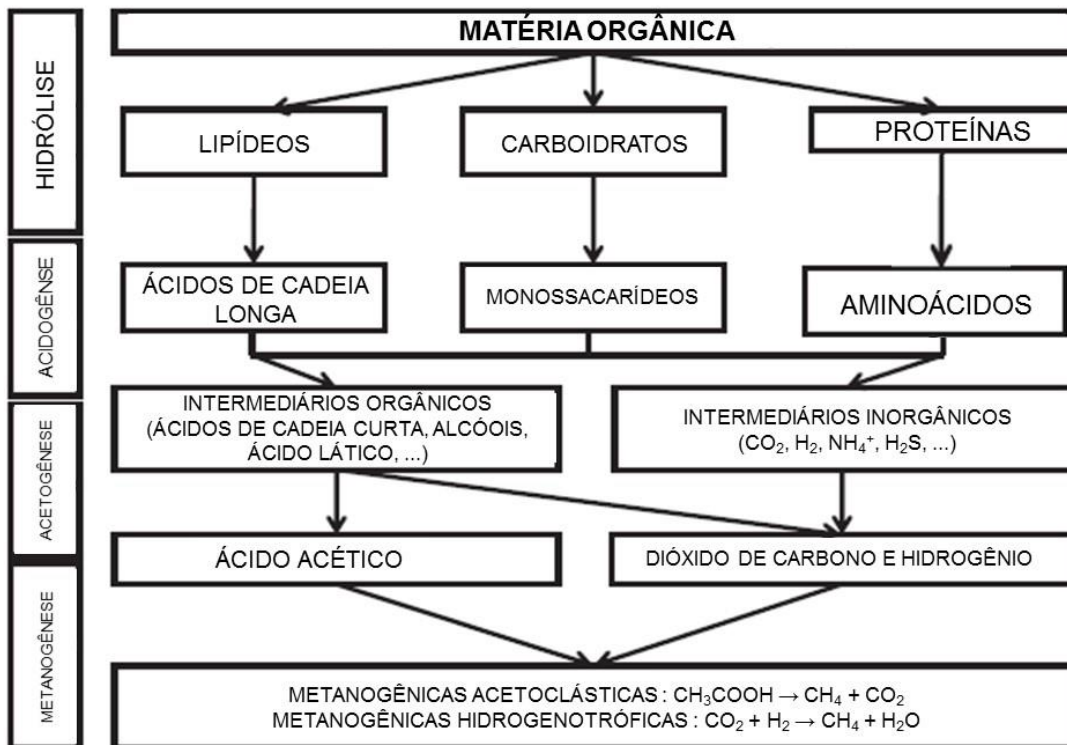 MATÉRIA ORGÂNICA
HIDRÓLISE
LIPÍDEOS
CARBOIDRATOS
PROTEÍNAS
ACIDOGÊNSE
ÁCIDOS DE CADEIA
LONGA
MONOSSACARÍDEOS
AMINOÁCIDOS
ACETOGÊNESE
INTERMEDIÁRIOS ORGÂNICOS
(ÁCIDOS DE CADEIA CURTA, ALCÓOIS,
ÁCIDO LÁTICO, ...)
INTERMEDIÁRIOS INORGÂNICOS
(CO₂, H₂, NH₄⁺, H₂S, ...)
ÁCIDO ACÉTICO
DIÓXIDO DE CARBONO E HIDROGÊNIO
METANOGÊNESE
METANOGÊNICAS ACETOCLÁSTICAS : CH₃COOH → CH₄ + CO₂
METANOGÊNICAS HIDROGENOTRÓFICAS : CO₂ + H₂ → CH₄ + H₂O